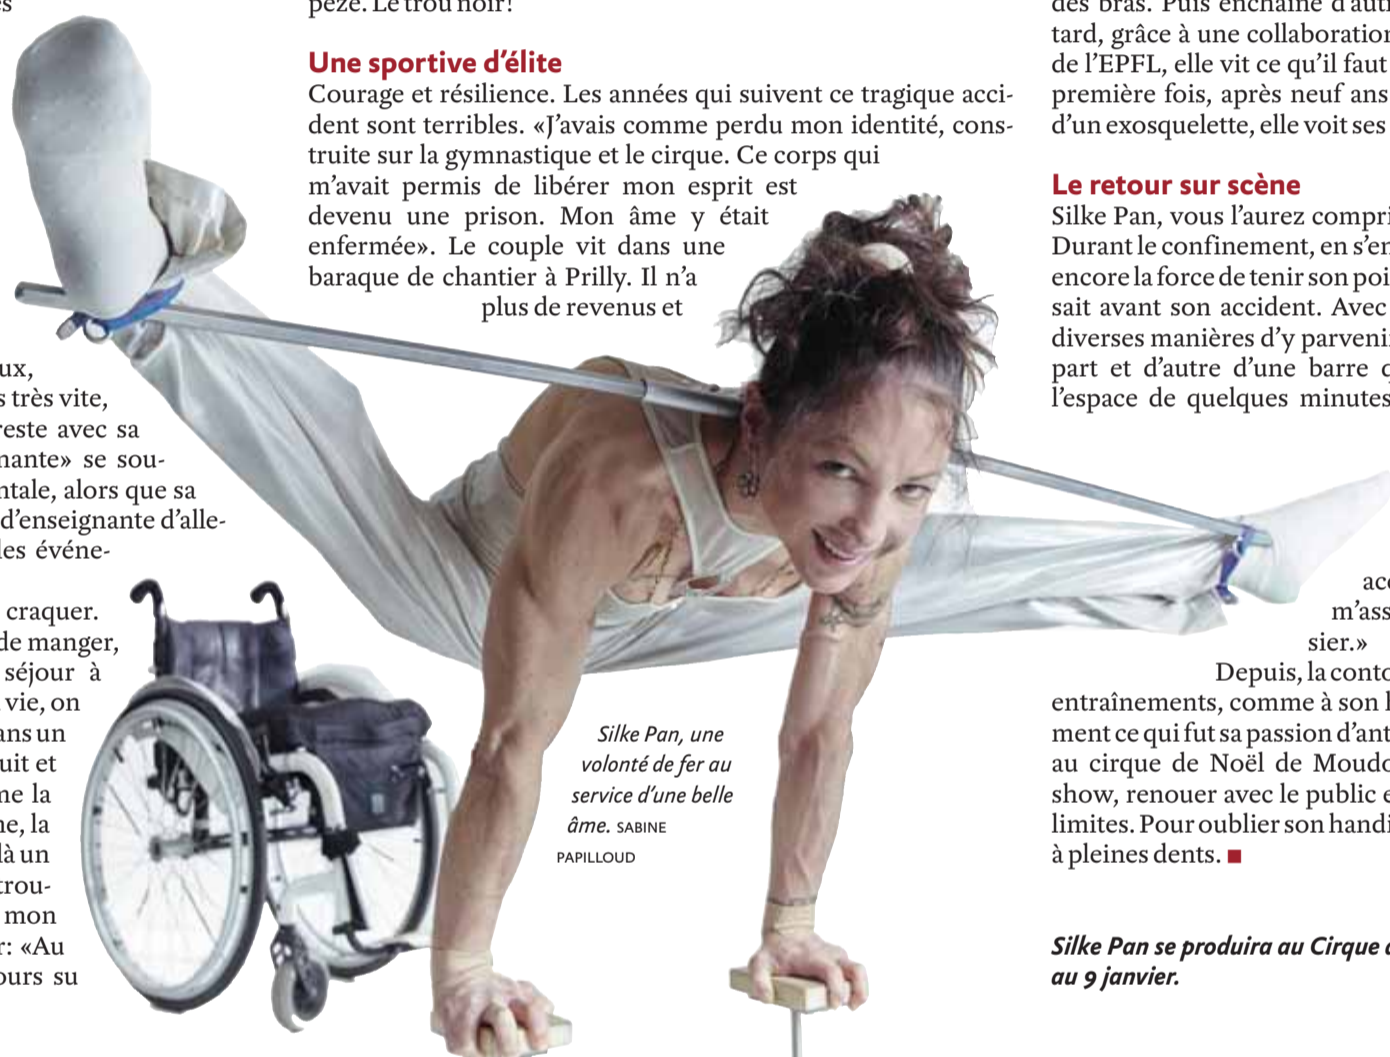 es
ux,
s très vite,
reste avec sa
nante» se sou-
ntale, alors que sa
d'enseignante d'alle-
les événe-
craquer.
de manger,
séjour à
vie, on
ans un
uit et
me la
ne, la
là un
trou-
mon
r: «Au
ours su
pèze. Le trou noir!
Une sportive d'élite
Courage et résilience. Les années qui suivent ce tragique acci-
dent sont terribles. «J'avais comme perdu mon identité, cons-
truite sur la gymnastique et le cirque. Ce corps qui
m'avait permis de libérer mon esprit est
devenu une prison. Mon âme y était
enfermée». Le couple vit dans une
baraque de chantier à Prilly. Il n'a
plus de revenus et
Silke Pan, une
volonté de fer au
service d'une belle
âme. SABINE
PAPILLOUD
des bras. Puis enchaîne d'aut
tard, grâce à une collaboration
de l'EPFL, elle vit ce qu'il faut
première fois, après neuf ans
d'un exosquelette, elle voit ses
Le retour sur scène
Silke Pan, vous l'aurez compri
Durant le confinement, en s'en
encore la force de tenir son poi
sait avant son accident. Avec
diverses manières d'y parveni
part et d'autre d'une barre q
l'espace de quelques minutes
acc
m'ass
sier.»
Depuis, la conto
entraînements, comme à son l
ment ce qui fut sa passion d'ant
au cirque de Noël de Moudo
show, renouer avec le public e
limites. Pour oublier son handi
à pleines dents.
Silke Pan se produira au Cirque d
au 9 janvier.